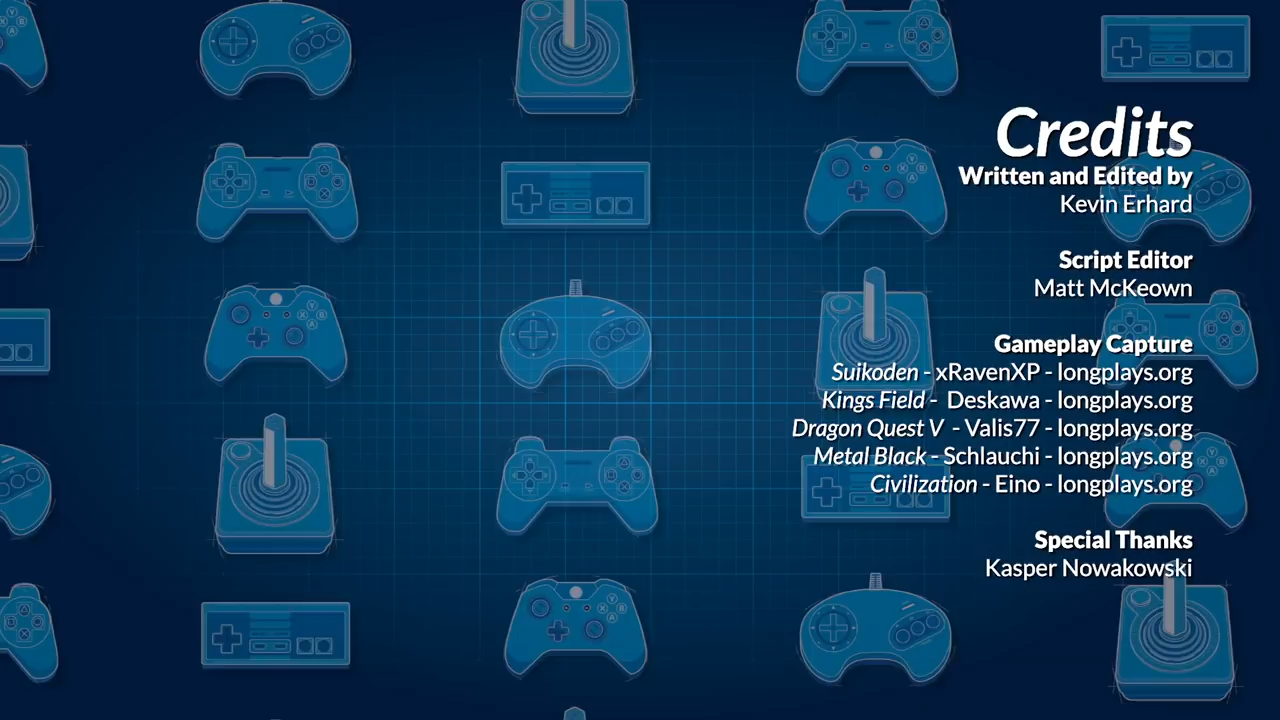 Credits
Written and Edited by
Kevin Erhard
Script Editor
Matt McKeown
Gameplay Capture
Suikoden - xRavenXP - longplays.org
Kings Field - Deskawa - longplays.org
Dragon Quest V - Valis77 - longplays.org
Metal Black - Schlauchi - longplays.org
Civilization - Eino - longplays.org
Special Thanks
Kasper Nowakowski